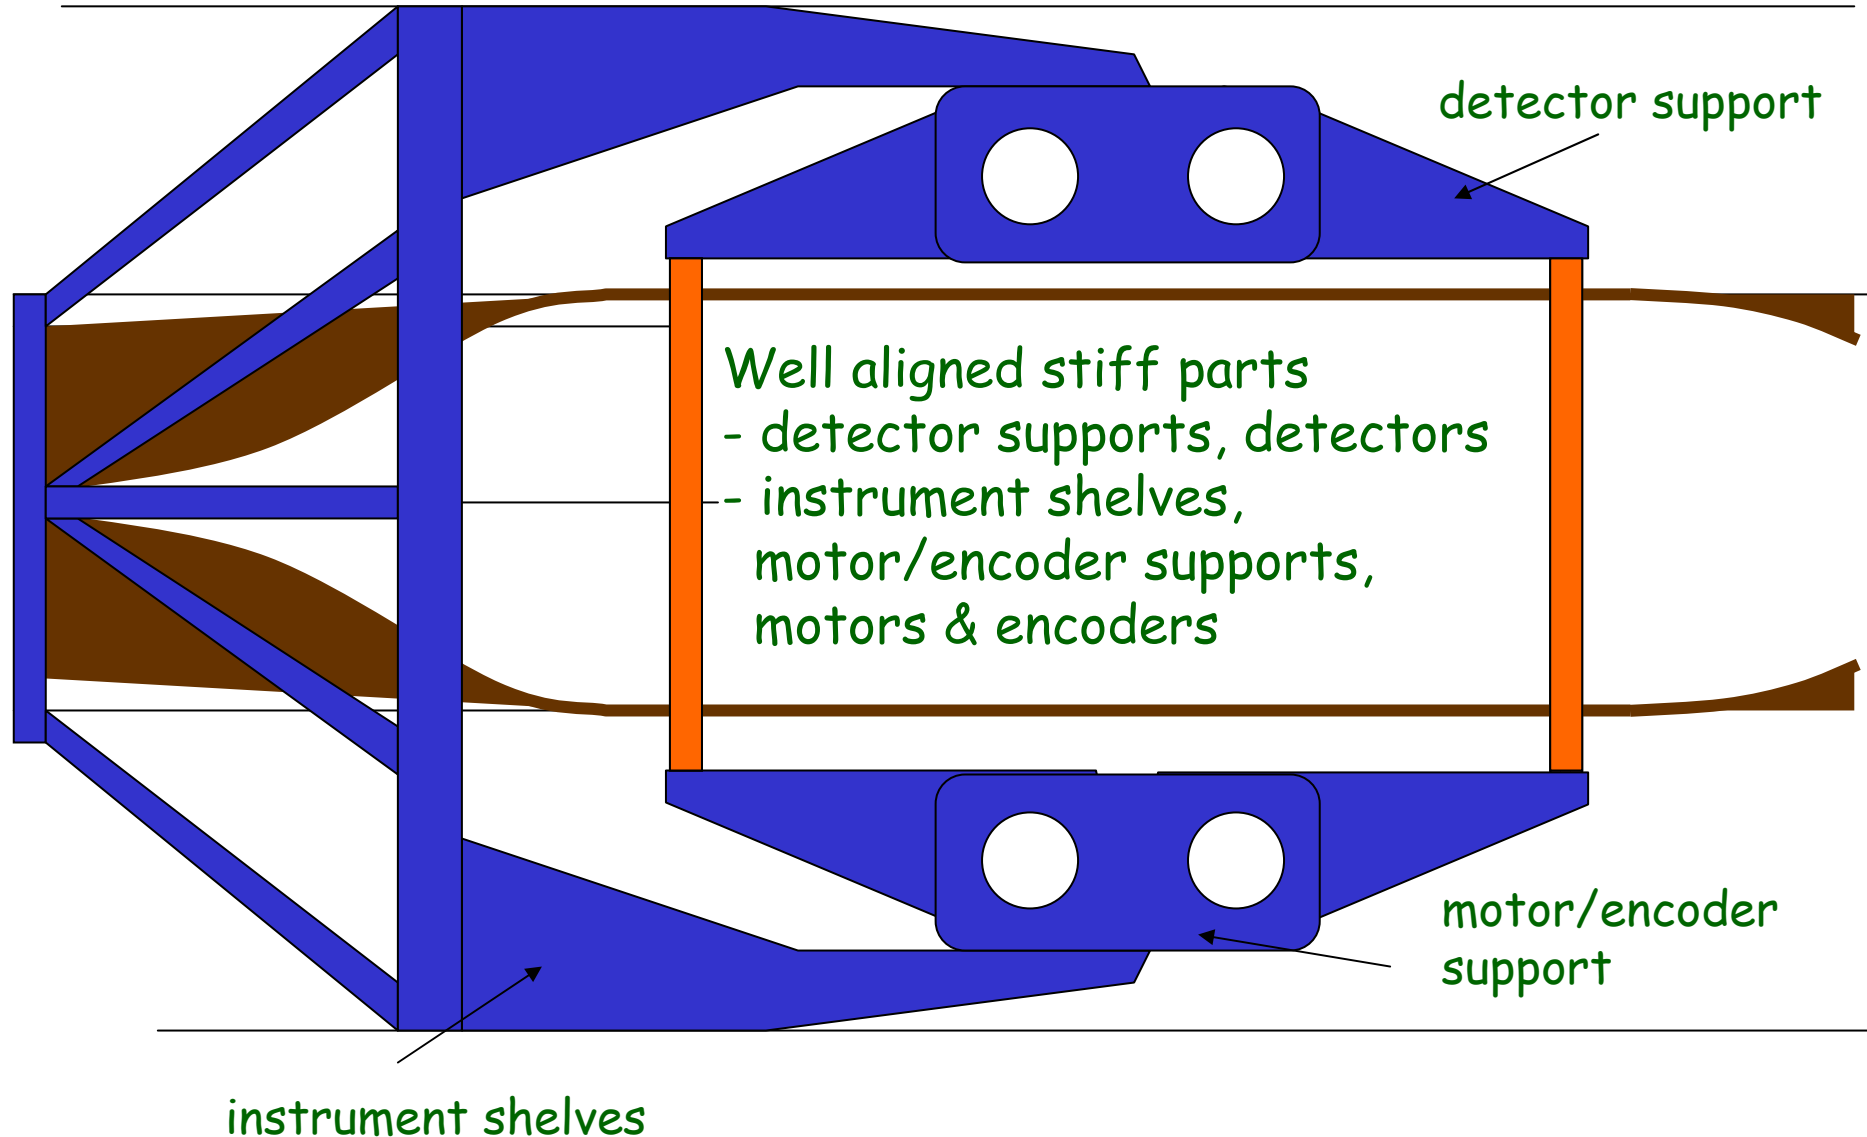 detector support
Well aligned stiff parts
- detector supports, detectors
- instrument shelves,
motor/encoder supports,
motors & encoders
motor/encoder
support
instrument shelves